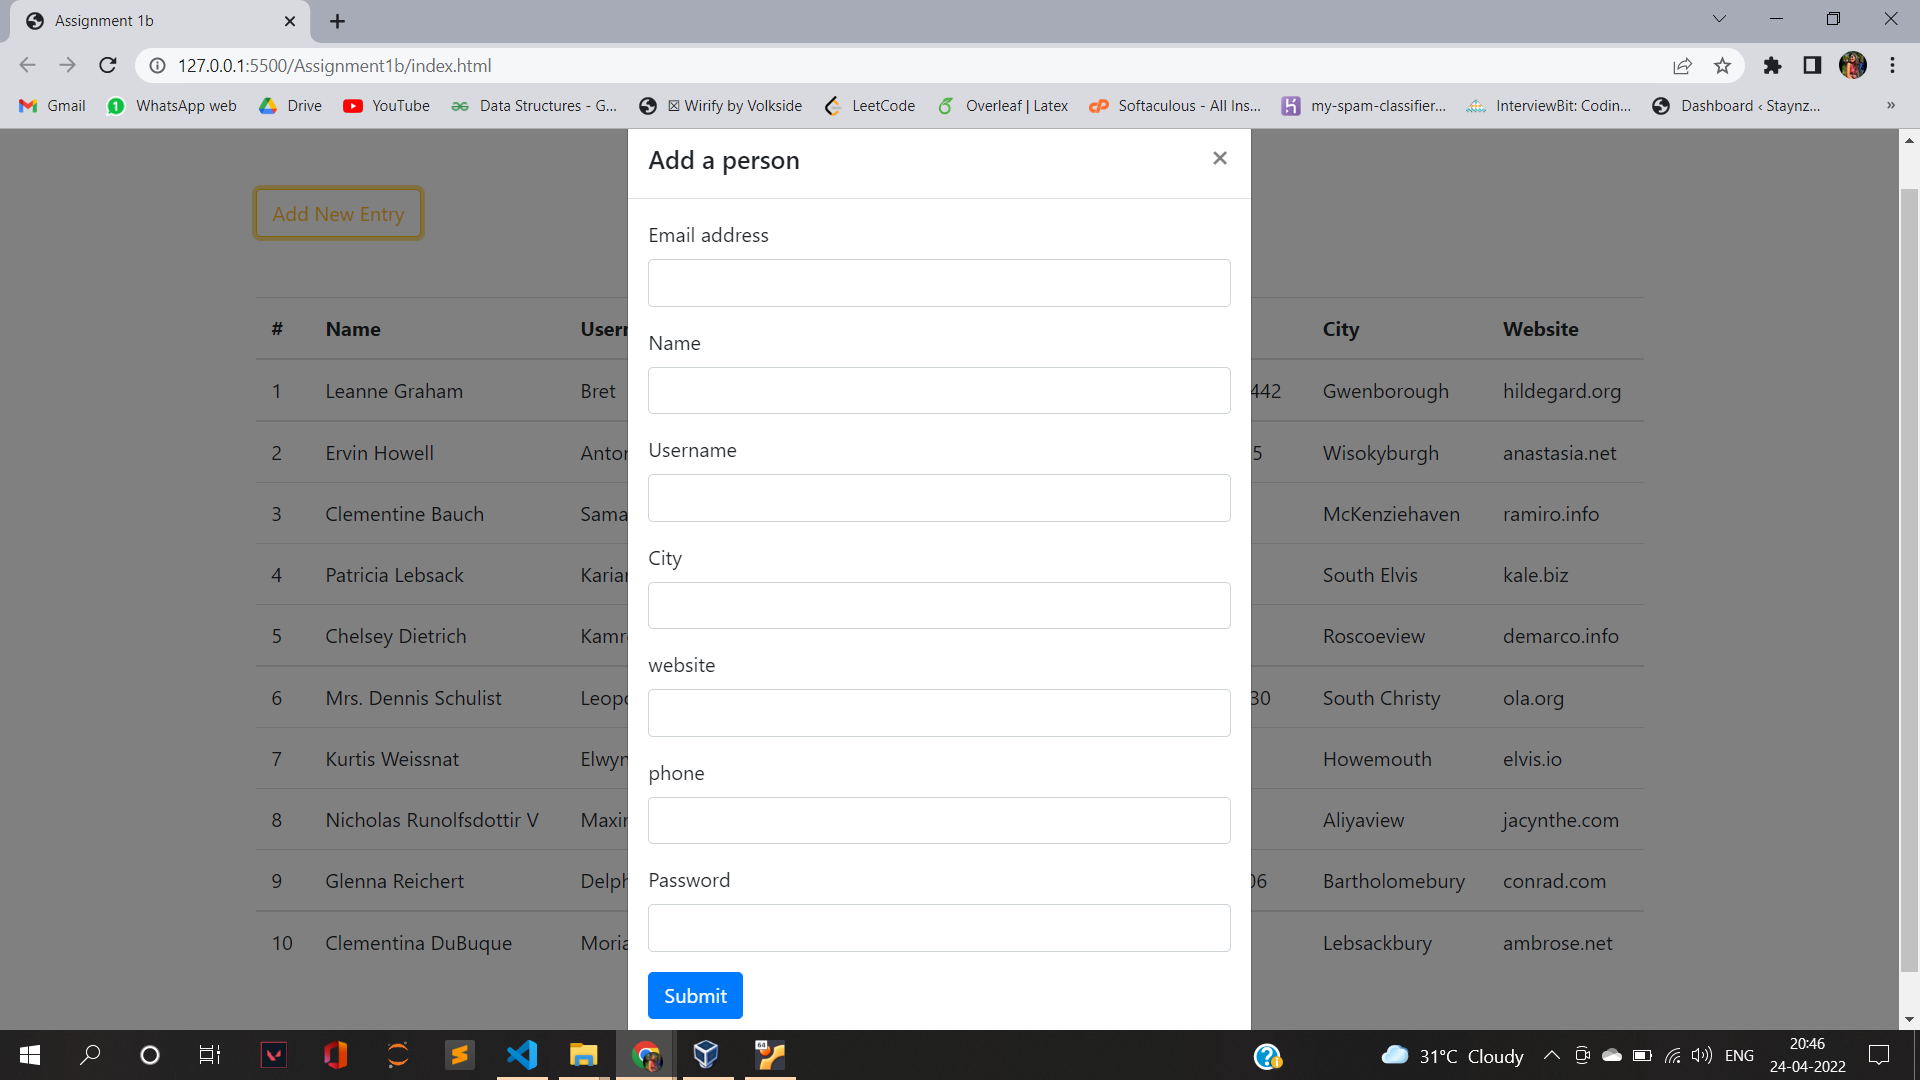 Assignment 1b
127.0.0.1:5500/Assignment1b/index.html
Gmail WhatsApp web Drive YouTube Data Structures - G... Wirify by Volkside LeetCode Overleaf | Latex Softaculous - All Ins... my-spam-classifier... InterviewBit: Codin... Dashboard ‹ Staynz... »
Add a person
Add New Entry
Email address
Name
Username
City
website
phone
Password
Submit
# Name Usern City Website
1 Leanne Graham Bret 442 Gwenborough hildegard.org
2 Ervin Howell Anton 5 Wisokyburgh anastasia.net
3 Clementine Bauch Sama McKenziehaven ramiro.info
4 Patricia Lebsack Karian South Elvis kale.biz
5 Chelsey Dietrich Kamr Roscoeview demarco.info
6 Mrs. Dennis Schulist Leopo 30 South Christy ola.org
7 Kurtis Weissnat Elwyn Howemouth elvis.io
8 Nicholas Runolfsdottir V Maxim Aliyaview jacynthe.com
9 Glenna Reichert Delph 06 Bartholomebury conrad.com
10 Clementina DuBuque Moria Lebsackbury ambrose.net
64
31°C Cloudy ENG 20:46
24-04-2022